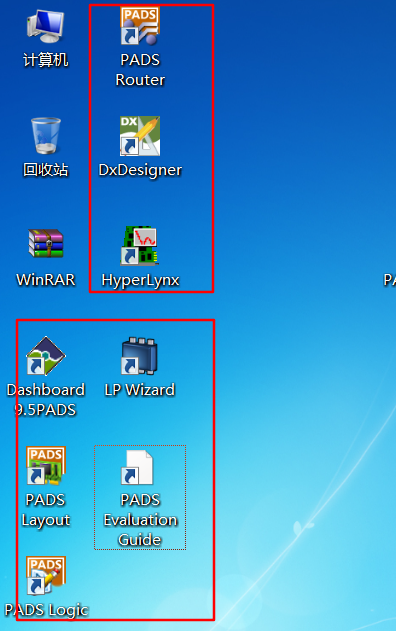 计算机
PADS
PADS
Router
回收站
DX
DxDesigner
WinRAR
HyperLynx
PA
Dashboard
9.5PADS
LP Wizard
PADS
PADS
Layout
PADS
Evaluation
Guide
PADS
PADS Logic